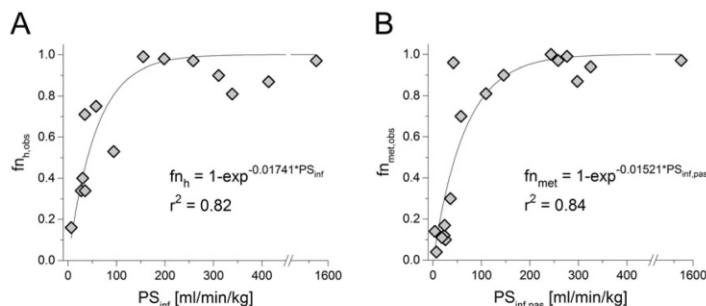 A
1.0
0.8
0.6
0.4
0.2
0.0
fn_h,obs
fn_h = 1-exp^-0.01741*PS_inf
r² = 0.82
0 100 200 300 400 1600
PS_inf [ml/min/kg]
B
1.0
0.8
0.6
0.4
0.2
0.0
fn_met,obs
fn_met = 1-exp^-0.01521*PS_inf,pas
r² = 0.84
0 100 200 300 400 1600
PS_inf,pas [ml/min/kg]